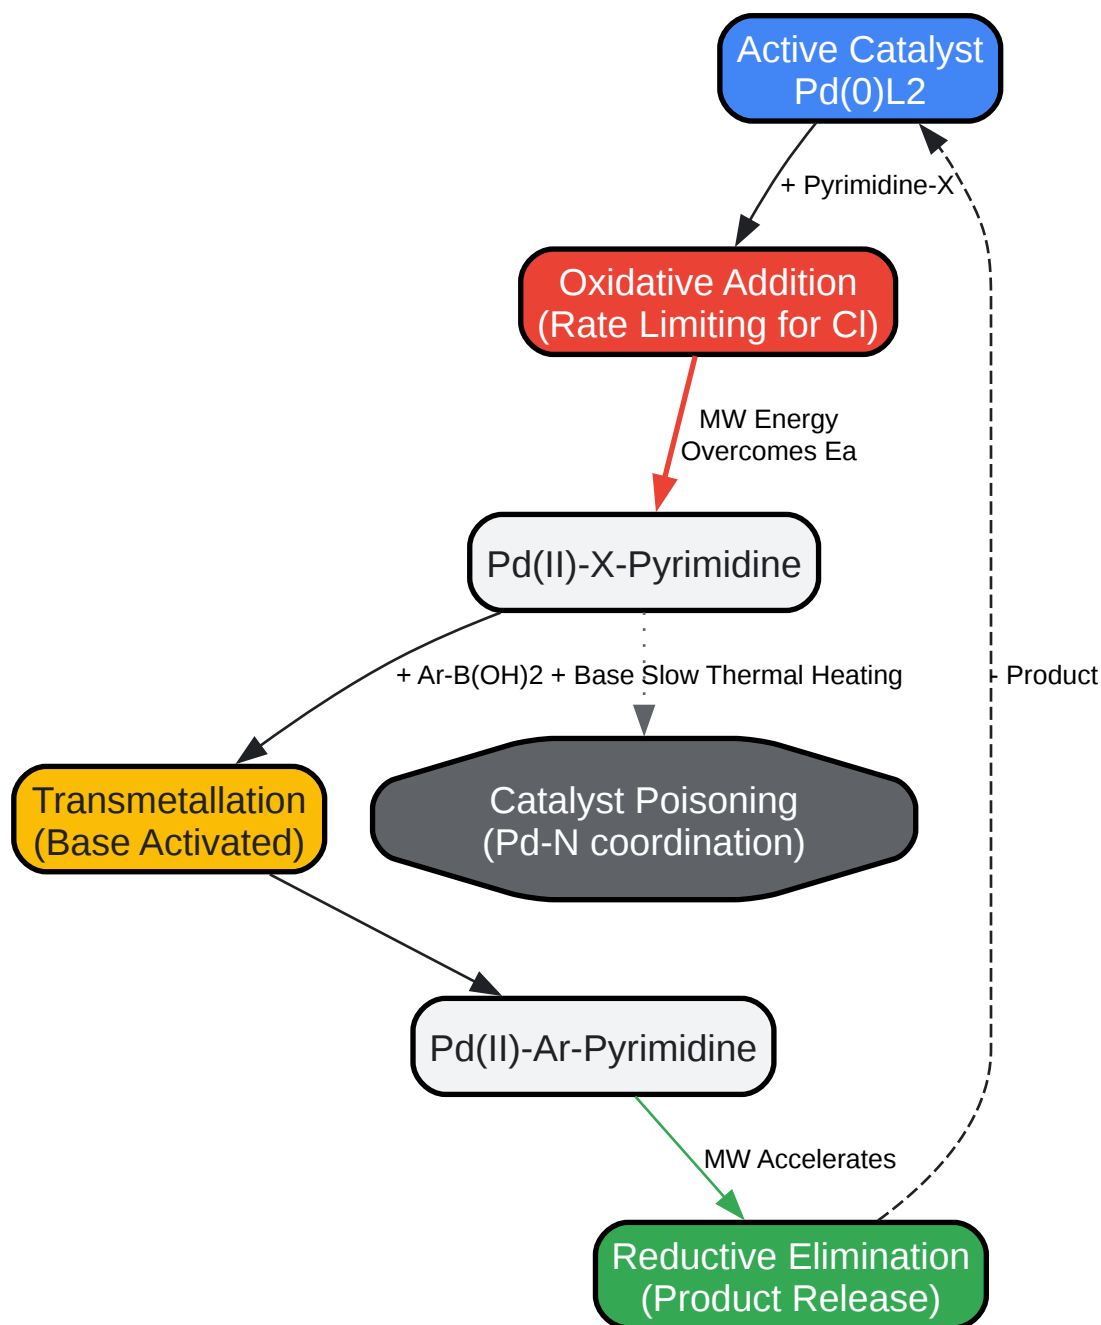 Active Catalyst
Pd(0)L2
+ Pyrimidine-X
Oxidative Addition
(Rate Limiting for Cl)
MW Energy
Overcomes Ea
Pd(II)-X-Pyrimidine
+ Ar-B(OH)2 + Base
Slow Thermal Heating
- Product
Transmetallation
(Base Activated)
Catalyst Poisoning
(Pd-N coordination)
Pd(II)-Ar-Pyrimidine
MW Accelerates
Reductive Elimination
(Product Release)